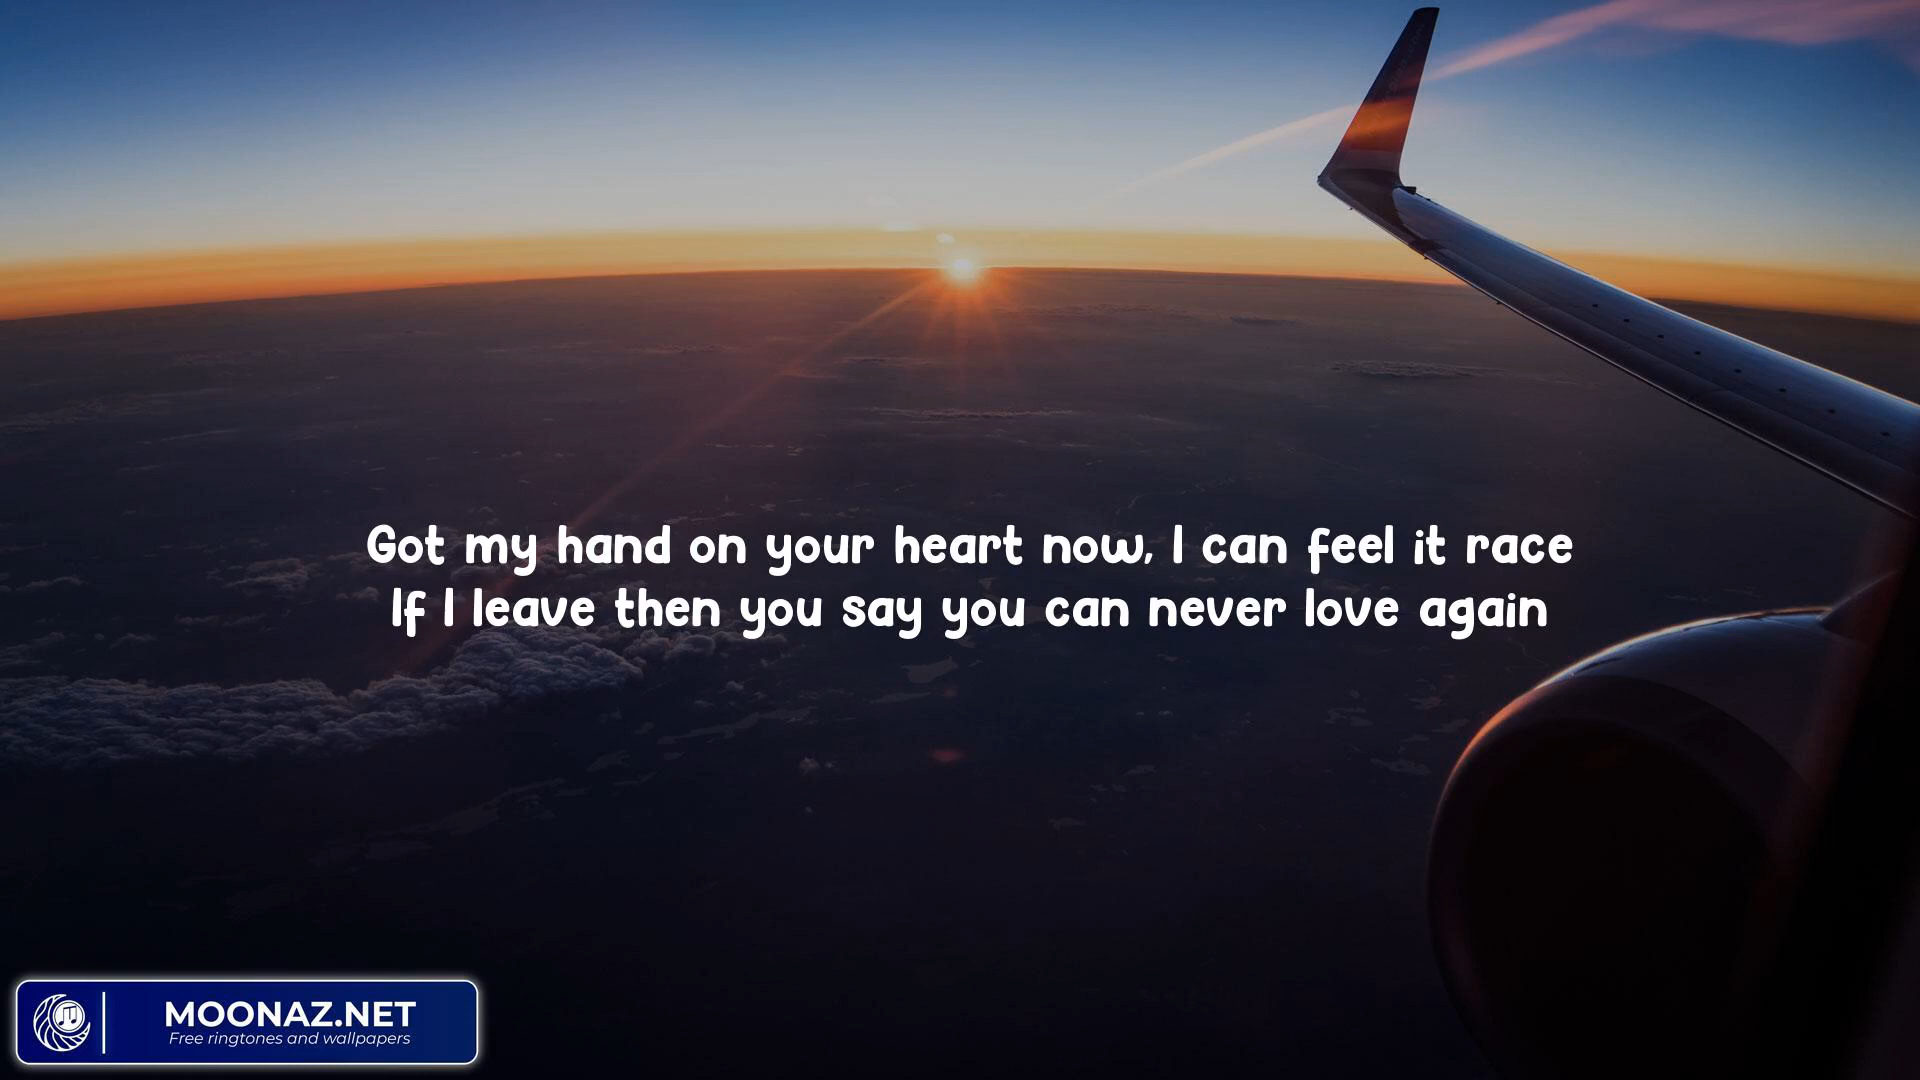 Got my hand on your heart now, I can feel it race
If I leave then you say you can never love again
MOONAZ.NET
Free ringtones and wallpapers